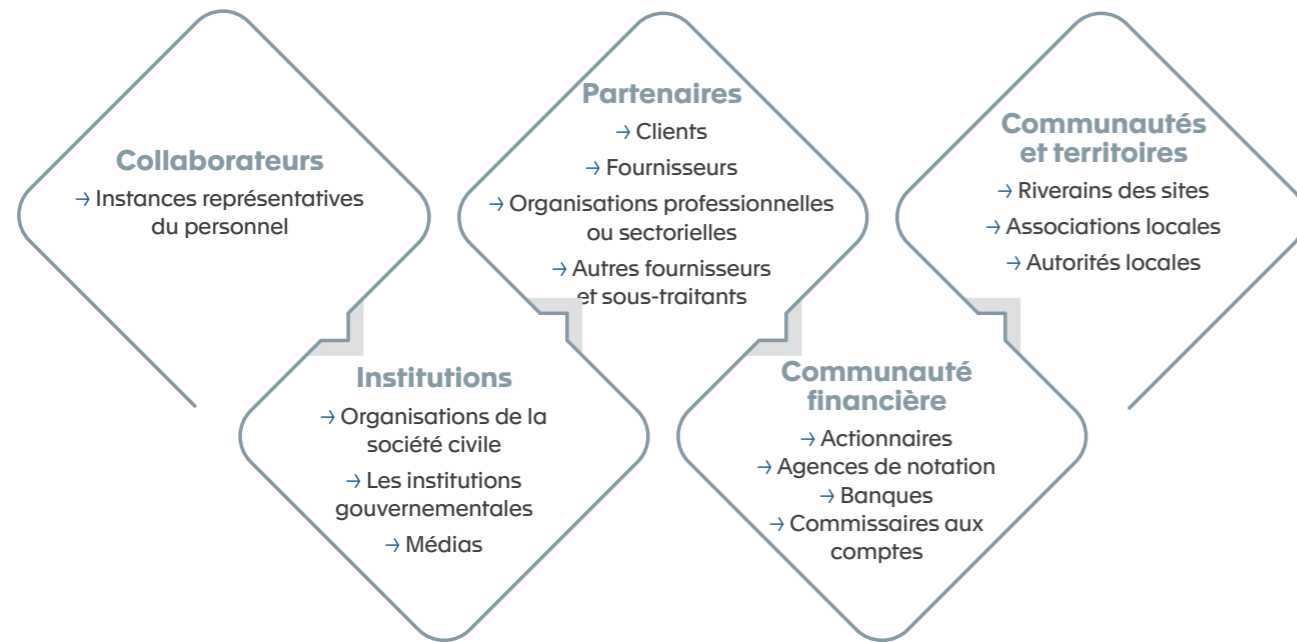 Collaborateurs
→ Instances représentatives
du personnel
Partenaires
→ Clients
→ Fournisseurs
→ Organisations professionnelles
ou sectorielles
→ Autres fournisseurs
et sous-traitants
Communautés
et territoires
→ Riverains des sites
→ Associations locales
→ Autorités locales
Institutions
→ Organisations de la
société civile
→ Les institutions
gouvernementales
→ Médias
Communauté
financière
→ Actionnaires
→ Agences de notation
→ Banques
→ Commissaires aux
comptes